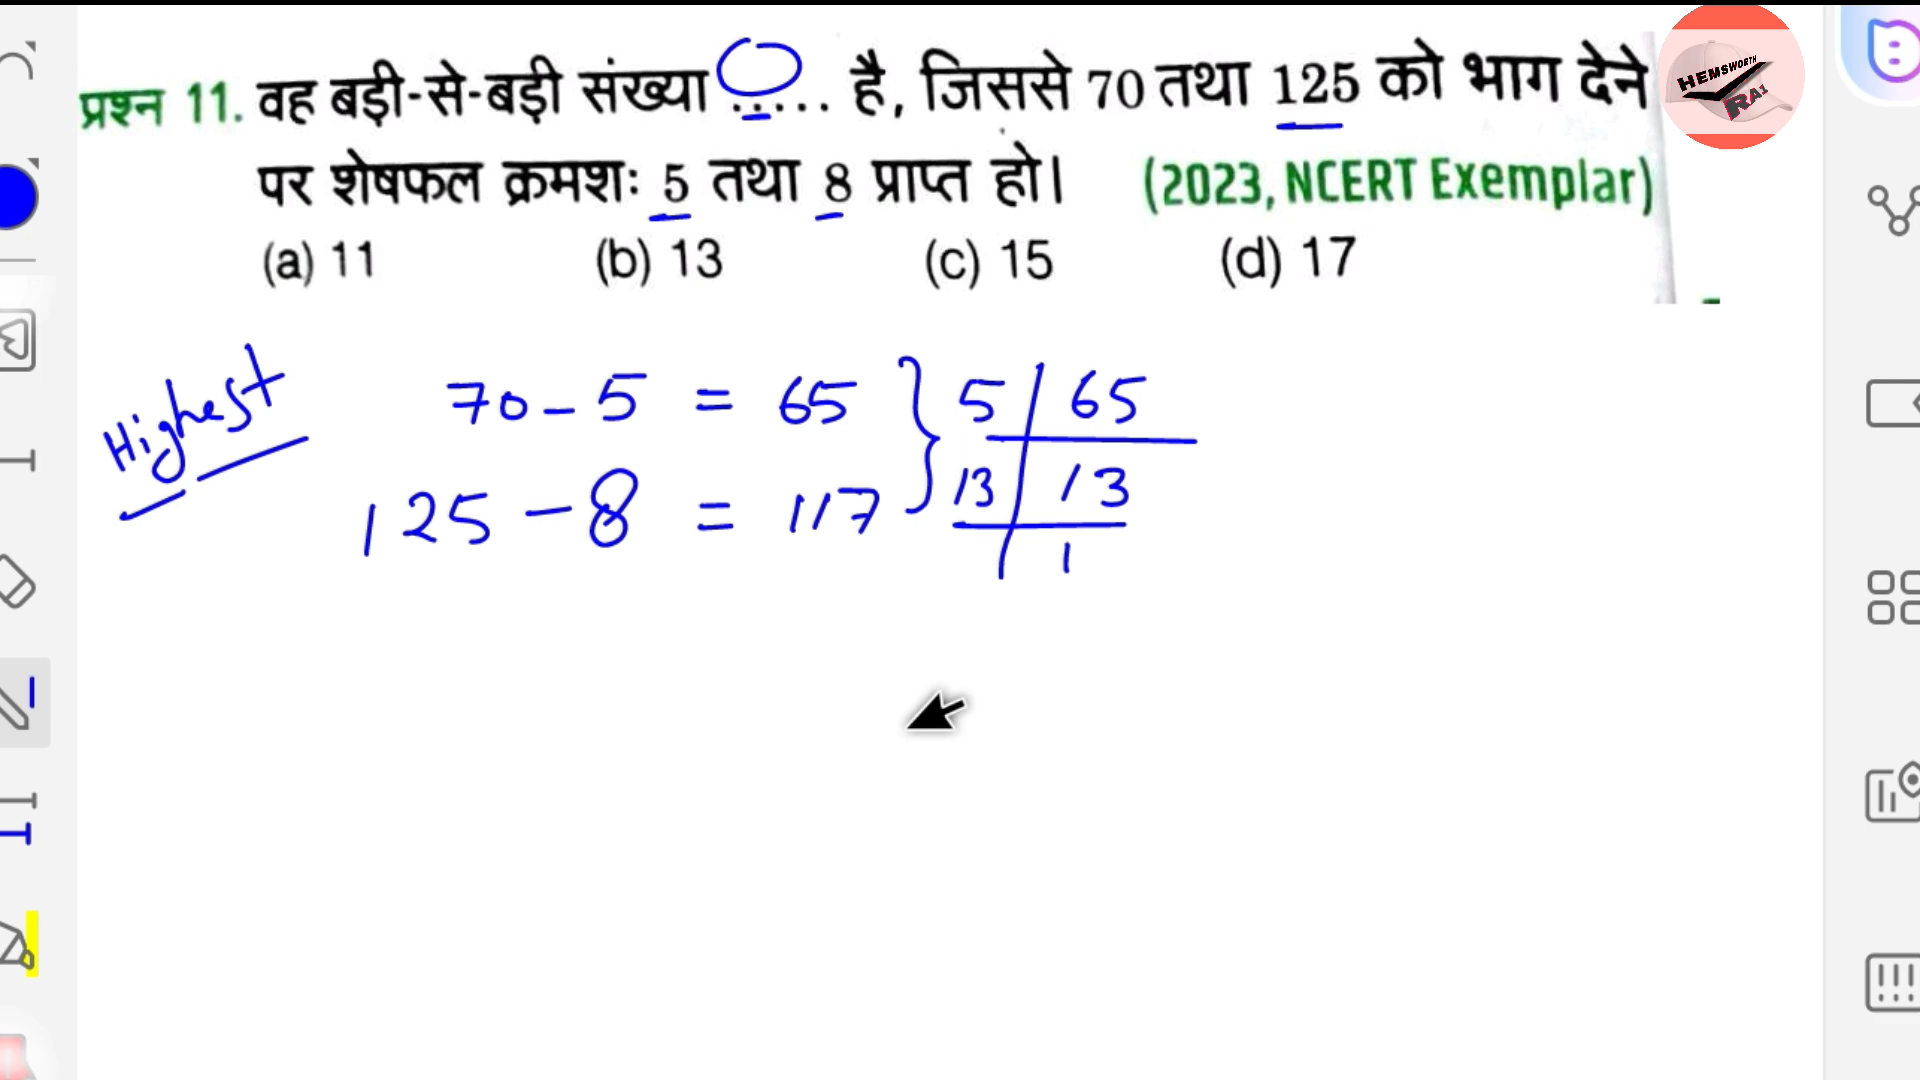 प्रश्न 11. वह बड़ी-से-बड़ी संख्या ..... है, जिससे 70 तथा 125 को भाग देने
पर शेषफल क्रमशः 5 तथा 8 प्राप्त हो। (2023, NCERT Exemplar)
(a) 11 (b) 13 (c) 15 (d) 17
HEMSWORTH
RAI
Highest
70 - 5 = 65 } 5 | 65
125 - 8 = 117 13 | 13
1